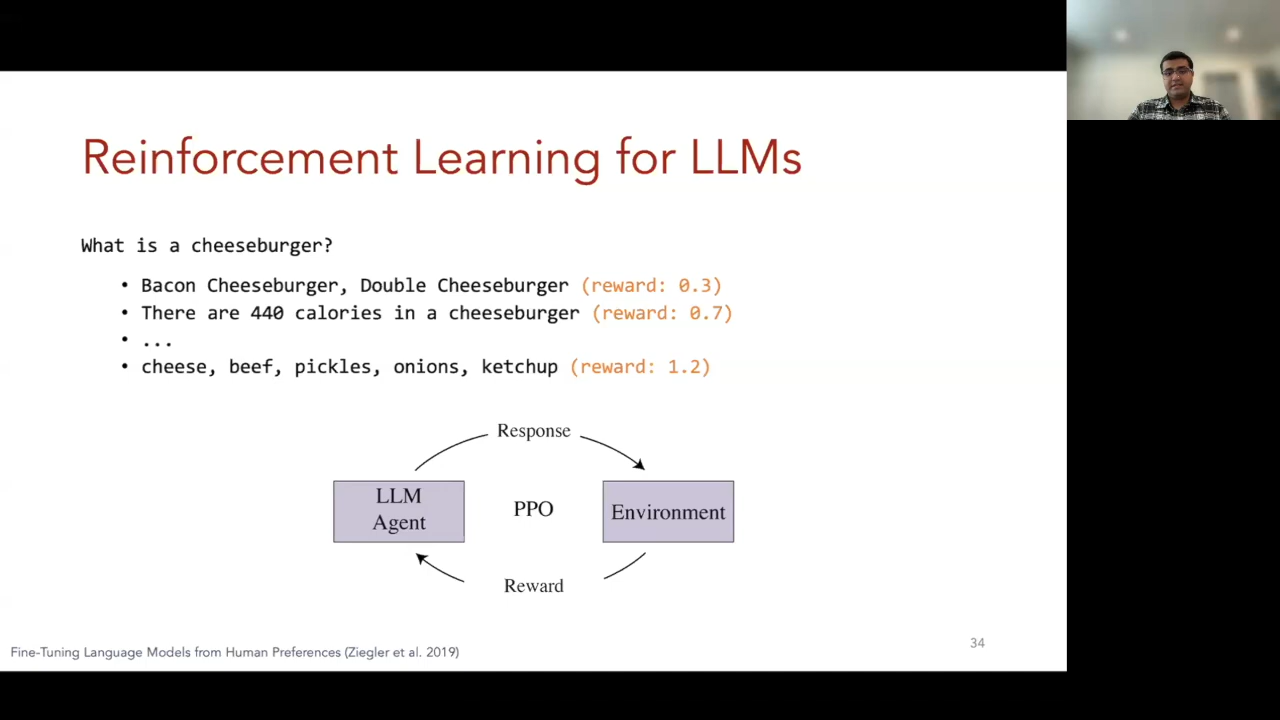 Reinforcement Learning for LLMs
What is a cheeseburger?
• Bacon Cheeseburger, Double Cheeseburger (reward: 0.3)
• There are 440 calories in a cheeseburger (reward: 0.7)
• ...
• cheese, beef, pickles, onions, ketchup (reward: 1.2)
Response
LLM
Agent
PPO
Environment
Reward
Fine-Tuning Language Models from Human Preferences (Ziegler et al. 2019)
34